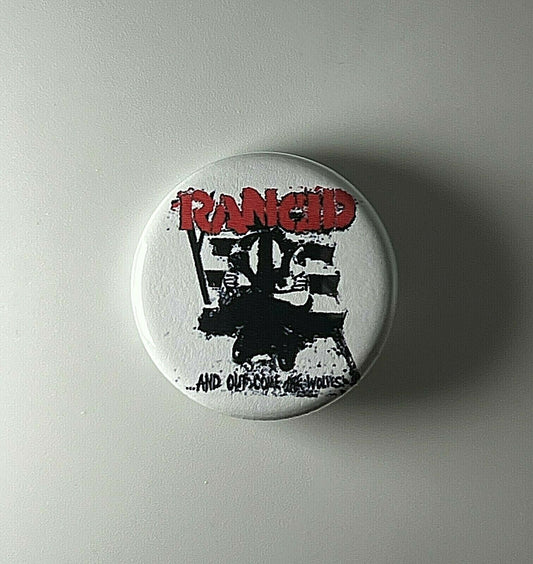 RANCID
...AND OUT COME THE WOLVES